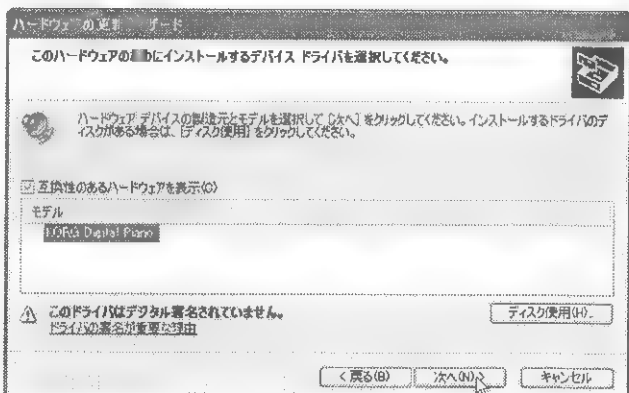 ハードウェアの更新 ード
このハードウェアの にインストールするデバイス ドライバを選択してください。
ハードウェア デバイスの製造元とモデルを選択して [次へ] をクリックしてください。インストールするドライバのデ
ィスクがある場合は、[ディスク使用] をクリックしてください。
互換性のあるハードウェアを表示(C)
モデル
KORG Digital Piano
このドライバはデジタル署名されていません。
ドライバの署名が重要な理由
ディスク使用(H)...
< 戻る(B)
次へ(N) >
キャンセル